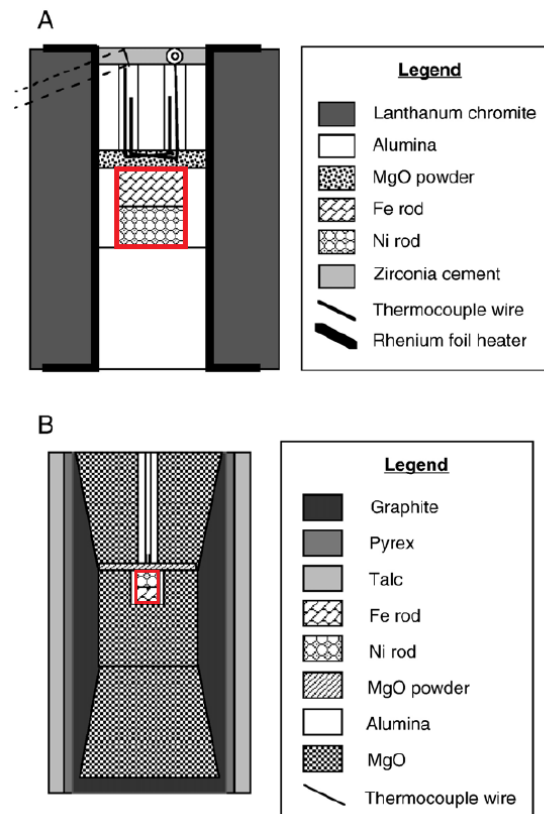 A
Legend
Lanthanum chromite
Alumina
MgO powder
Fe rod
Ni rod
Zirconia cement
Thermocouple wire
Rhenium foil heater
B
Legend
Graphite
Pyrex
Talc
Fe rod
Ni rod
MgO powder
Alumina
MgO
Thermocouple wire